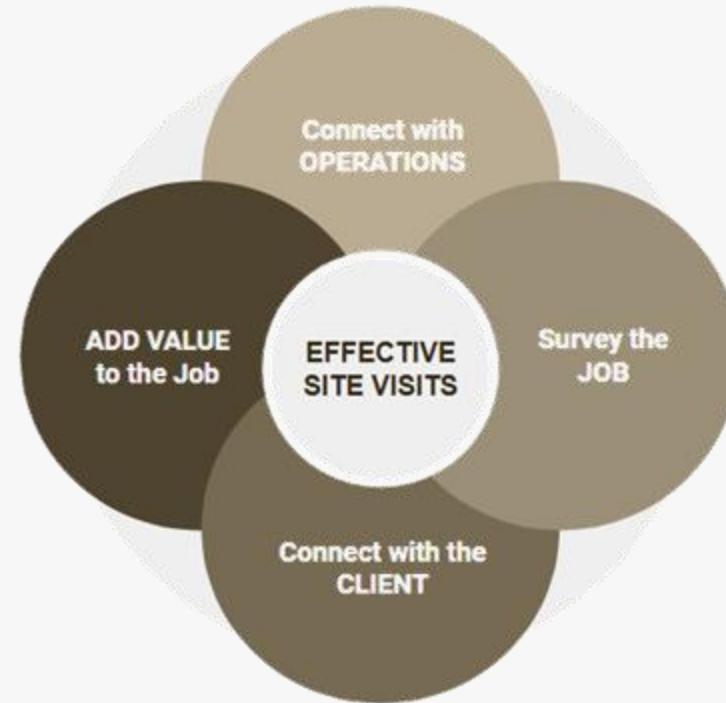 Connect with
OPERATIONS
ADD VALUE
to the Job
EFFECTIVE
SITE VISITS
Survey the
JOB
Connect with the
CLIENT